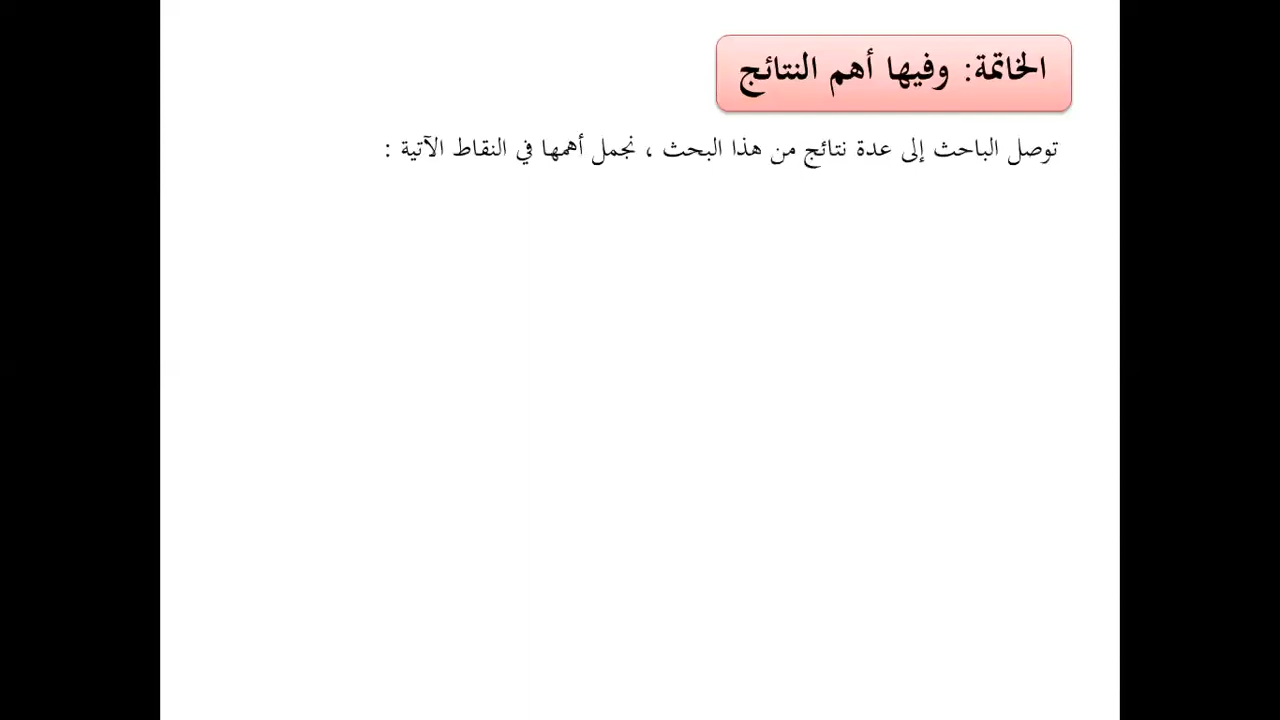 الخاتمة: وفيها أهم النتائج
توصل الباحث إلى عدة نتائج من هذا البحث ، نجمل أهمها في النقاط الآتية :